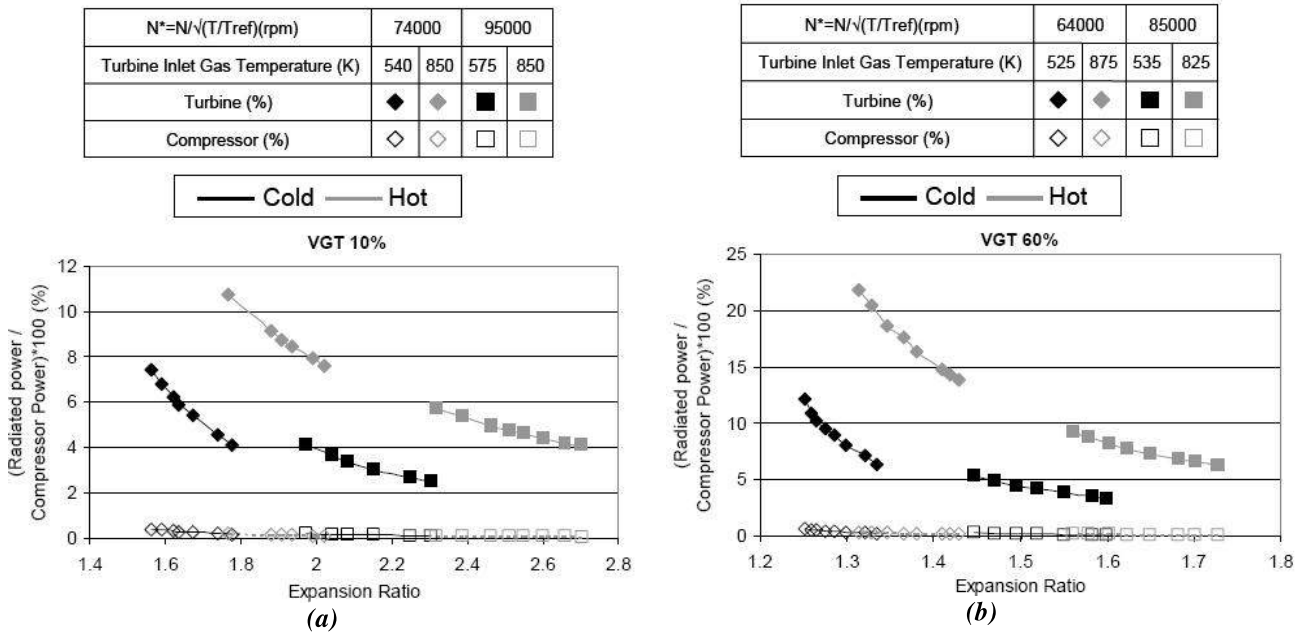 N*=N/√(T/Tref)(rpm) 74000 95000
Turbine Inlet Gas Temperature (K) 540 850 575 850
Turbine (%)
Compressor (%)
Cold Hot
VGT 10%
(Radiated power /
Compressor Power)*100 (%)
12
10
8
6
4
2
0
1.4 1.6 1.8 2 2.2 2.4 2.6 2.8
Expansion Ratio
(a)
N*=N/√(T/Tref)(rpm) 64000 85000
Turbine Inlet Gas Temperature (K) 525 875 535 825
Turbine (%)
Compressor (%)
Cold Hot
VGT 60%
(Radiated power /
Compressor Power)*100 (%)
25
20
15
10
5
0
1.2 1.3 1.4 1.5 1.6 1.7 1.8
Expansion Ratio
(b)